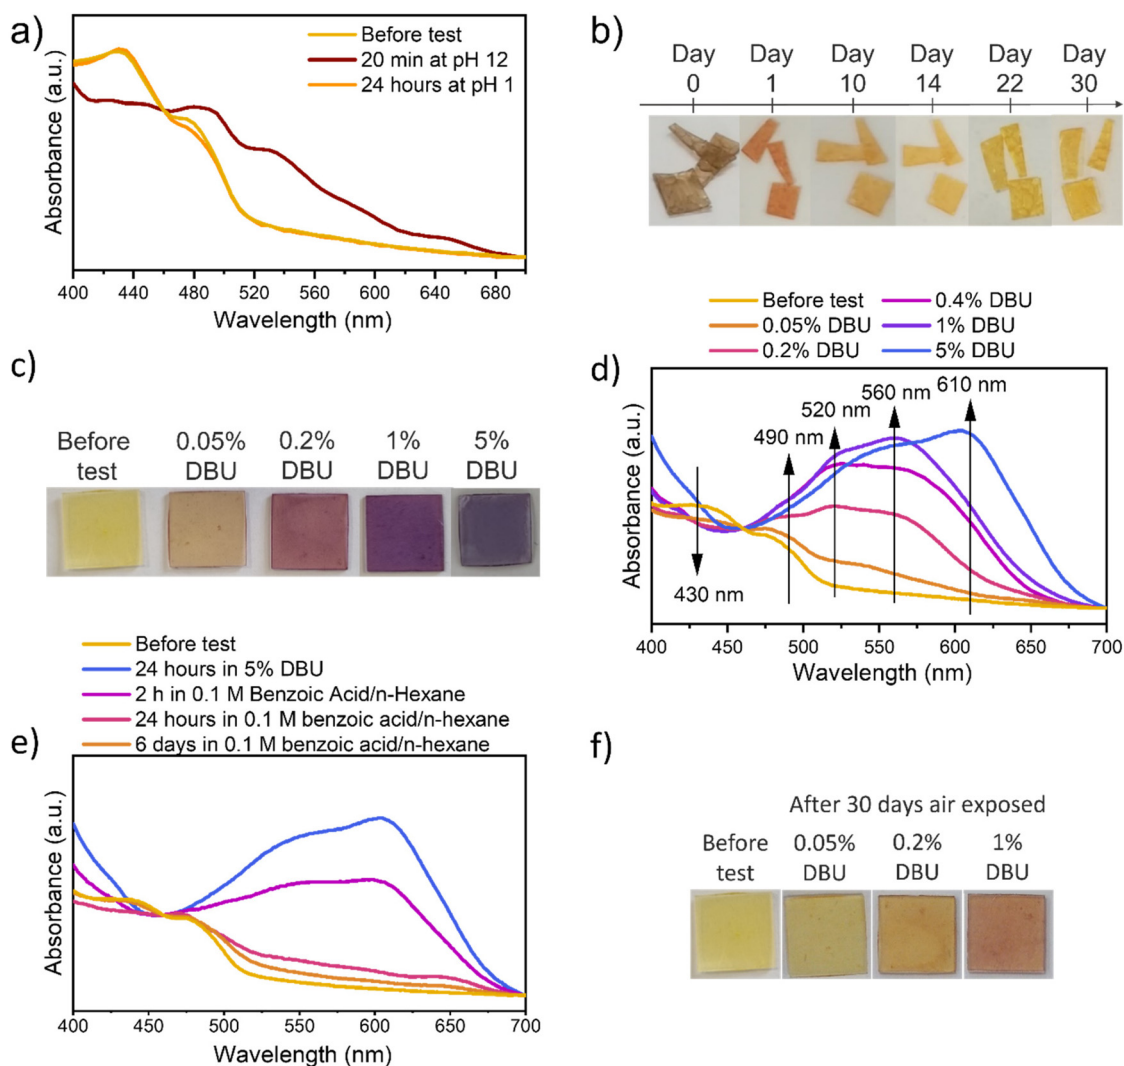 a)
Before test
20 min at pH 12
24 hours at pH 1
Absorbance (a.u.)
400 440 480 520 560 600 640 680
Wavelength (nm)
b)
Day Day Day Day Day Day
0 1 10 14 22 30
c)
Before test 0.05% DBU 0.2% DBU 1% DBU 5% DBU
Before test 0.4% DBU
0.05% DBU 1% DBU
0.2% DBU 5% DBU
d)
610 nm
560 nm
520 nm
490 nm
430 nm
Absorbance (a.u.)
400 450 500 550 600 650 700
Wavelength (nm)
Before test
24 hours in 5% DBU
2 h in 0.1 M Benzoic Acid/n-Hexane
24 hours in 0.1 M benzoic acid/n-hexane
6 days in 0.1 M benzoic acid/n-hexane
e)
Absorbance (a.u.)
400 450 500 550 600 650 700
Wavelength (nm)
f)
After 30 days air exposed
Before 0.05% 0.2% 1%
test DBU DBU DBU